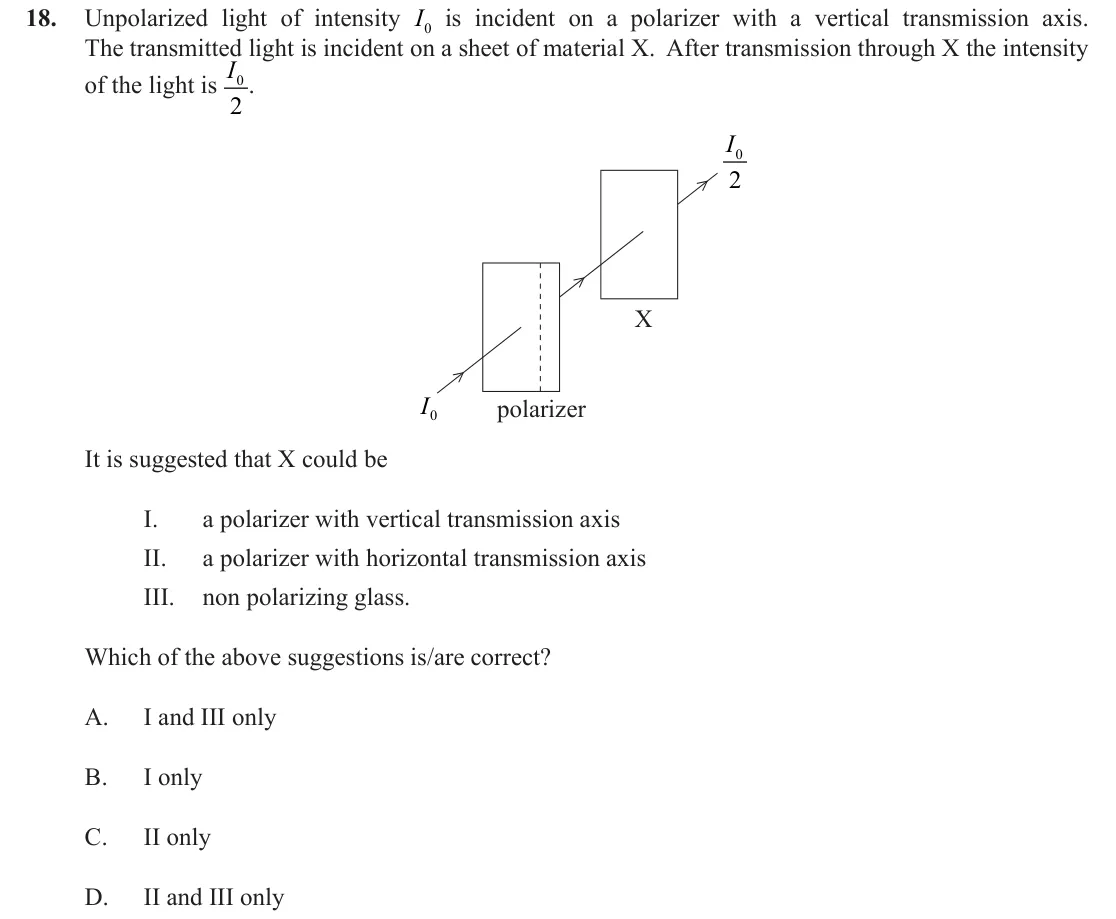 18. Unpolarized light of intensity I₀ is incident on a polarizer with a vertical transmission axis.
The transmitted light is incident on a sheet of material X. After transmission through X the intensity
of the light is I₀/2.
I₀/2
X
I₀ polarizer
It is suggested that X could be
I. a polarizer with vertical transmission axis
II. a polarizer with horizontal transmission axis
III. non polarizing glass.
Which of the above suggestions is/are correct?
A. I and III only
B. I only
C. II only
D. II and III only